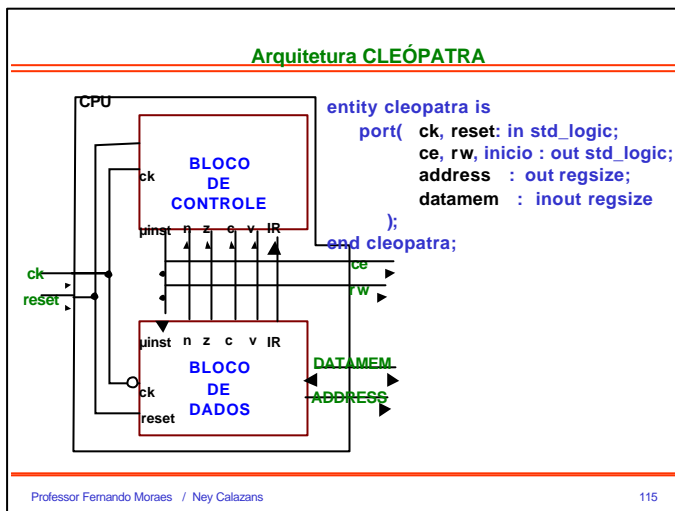 Arquitetura CLEÓPATRA
CPU
entity cleopatra is
port( ck, reset: in std_logic;
ce, rw, inicio : out std_logic;
address : out regsize;
datamem : inout regsize
);
end cleopatra;
BLOCO
DE
CONTROLE
ck
µinst n z c v IR
ck
reset
ce
rw
µinst n z c v IR
BLOCO
DE
DADOS
ck
reset
DATAMEM
ADDRESS
Professor Fernando Moraes / Ney Calazans
115